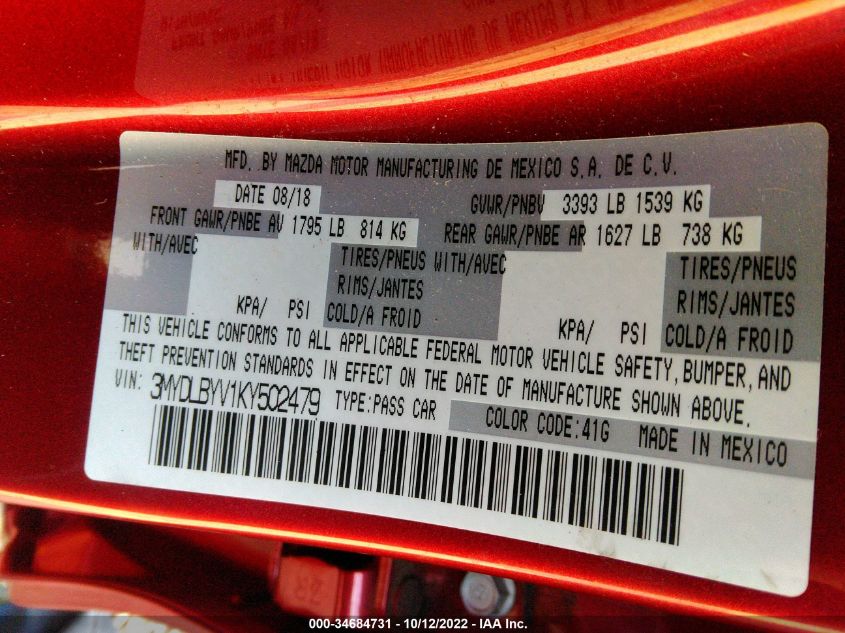 MFD. BY MAZDA MOTOR MANUFACTURING DE MEXICO S.A. DE C.V.
DATE 08/18 GVWR/PNBV 3393 LB 1539 KG
FRONT GAWR/PNBE AV 1795 LB 814 KG REAR GAWR/PNBE AR 1627 LB 738 KG
WITH/AVEC TIRES/PNEUS WITH/AVEC TIRES/PNEUS
RIMS/JANTES RIMS/JANTES
KPA/ PSI COLD/A FROID KPA/ PSI COLD/A FROID
THIS VEHICLE CONFORMS TO ALL APPLICABLE FEDERAL MOTOR VEHICLE SAFETY, BUMPER, AND
THEFT PREVENTION STANDARDS IN EFFECT ON THE DATE OF MANUFACTURE SHOWN ABOVE.
VIN: 3MYDLBYV1KY502479 TYPE:PASS CAR COLOR CODE:41G MADE IN MEXICO
000-34684731 - 10/12/2022 - IAA Inc.